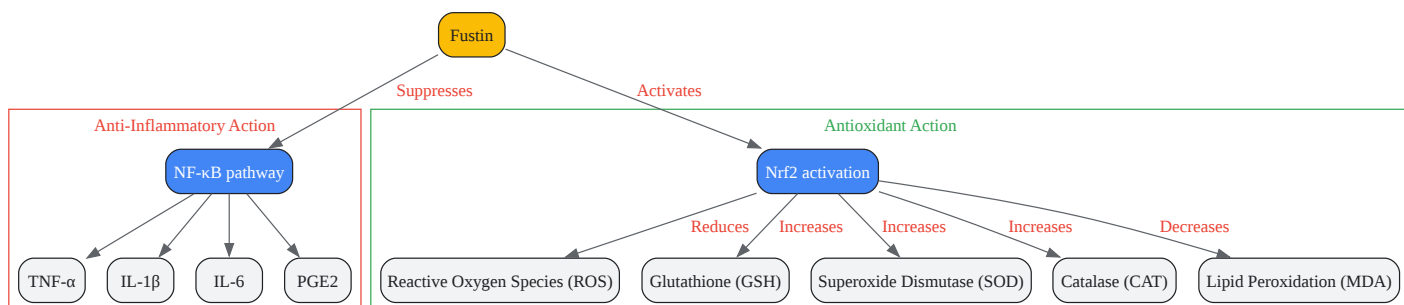 Fustin
Suppresses
Activates
Anti-Inflammatory Action
Antioxidant Action
NF-κB pathway
Nrf2 activation
Reduces
Increases
Increases
Increases
Decreases
TNF-α
IL-1β
IL-6
PGE2
Reactive Oxygen Species (ROS)
Glutathione (GSH)
Superoxide Dismutase (SOD)
Catalase (CAT)
Lipid Peroxidation (MDA)